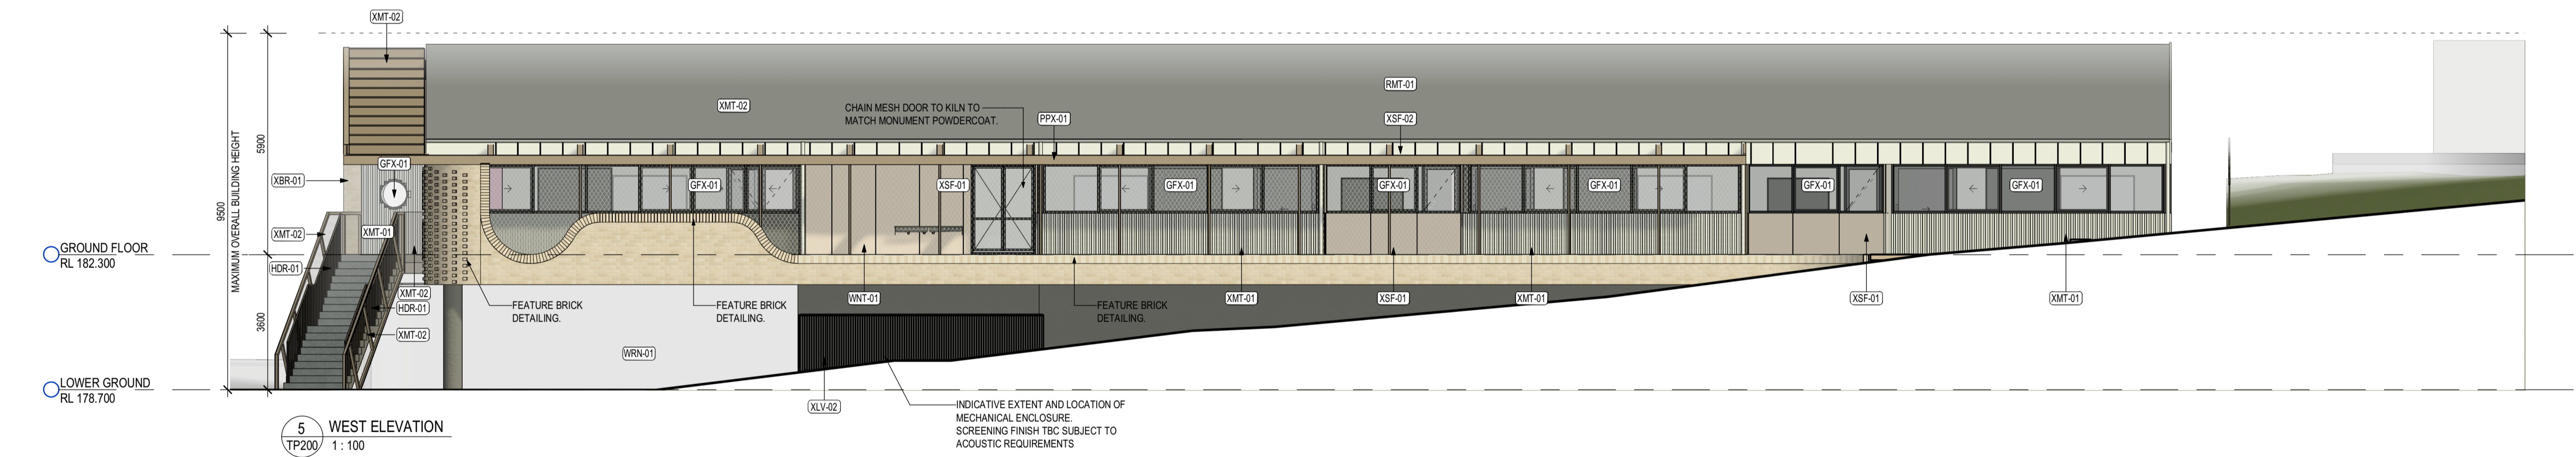 XMT-02
RMT-01
XMT-02
CHAIN MESH DOOR TO KILN TO
MATCH MONUMENT POWDERCOAT.
PPX-01
XSF-02
9500
MAXIMUM OVERALL BUILDING HEIGHT
5900
3600
GFX-01
XBR-01
GFX-01
XSF-01
GFX-01
GFX-01
GFX-01
GFX-01
GFX-01
XMT-02
XMT-01
GROUND FLOOR
RL 182.300
HDR-01
XMT-02
HDR-01
XMT-02
FEATURE BRICK
DETAILING.
FEATURE BRICK
DETAILING.
WNT-01
FEATURE BRICK
DETAILING.
XMT-01
XSF-01
XMT-01
XSF-01
XMT-01
WRN-01
LOWER GROUND
RL 178.700
XLV-02
INDICATIVE EXTENT AND LOCATION OF
MECHANICAL ENCLOSURE.
SCREENING FINISH TBC SUBJECT TO
ACOUSTIC REQUIREMENTS
5
TP200
WEST ELEVATION
1 : 100